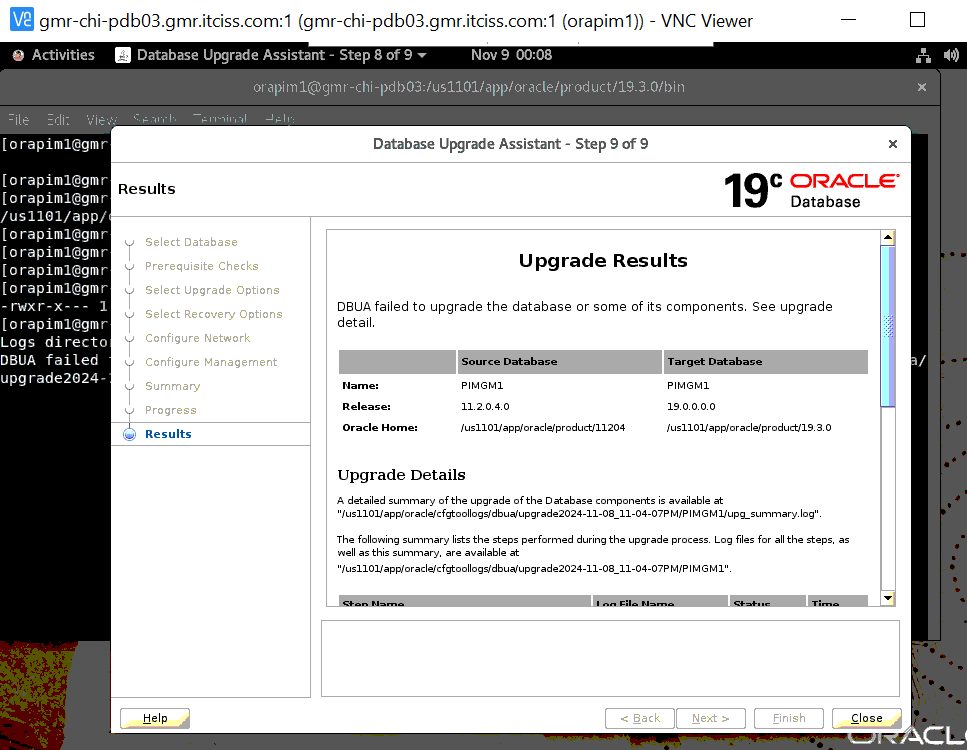 gmr-chi-pdb03.gmr.itciss.com:1 (gmr-chi-pdb03.gmr.itciss.com:1 (orapim1)) - VNC Viewer
Activities Database Upgrade Assistant - Step 8 of 9 Nov 9 00:08
orapim1@gmr-chi-pdb03:/us1101/app/oracle/product/19.3.0/bin
File Edit View Search Terminal Help
[orapim1@gmr-
[orapim1@gmr-
[orapim1@gmr-
/us1101/app/
[orapim1@gmr-
[orapim1@gmr-
[orapim1@gmr-
[orapim1@gmr-
-rwxr-x--- 1
[orapim1@gmr-
Logs directo
DBUA failed
a/
upgrade2024-
Database Upgrade Assistant - Step 9 of 9
Results
19c ORACLE
Database
Select Database
Prerequisite Checks
Select Upgrade Options
Select Recovery Options
Configure Network
Configure Management
Summary
Progress
Results
Upgrade Results
DBUA failed to upgrade the database or some of its components. See upgrade
detail.
Source Database Target Database
Name: PIMGM1 PIMGM1
Release: 11.2.0.4.0 19.0.0.0.0
Oracle Home: /us1101/app/oracle/product/11204 /us1101/app/oracle/product/19.3.0
Upgrade Details
A detailed summary of the upgrade of the Database components is available at
"/us1101/app/oracle/cfgtoollogs/dbua/upgrade2024-11-08_11-04-07PM/PIMGM1/upg_summary.log".
The following summary lists the steps performed during the upgrade process. Log files for all the steps, as
well as this summary, are available at
"/us1101/app/oracle/cfgtoollogs/dbua/upgrade2024-11-08_11-04-07PM/PIMGM1".
Step Name Log File Name Status Time
Help < Back Next > Finish Close
ORACL